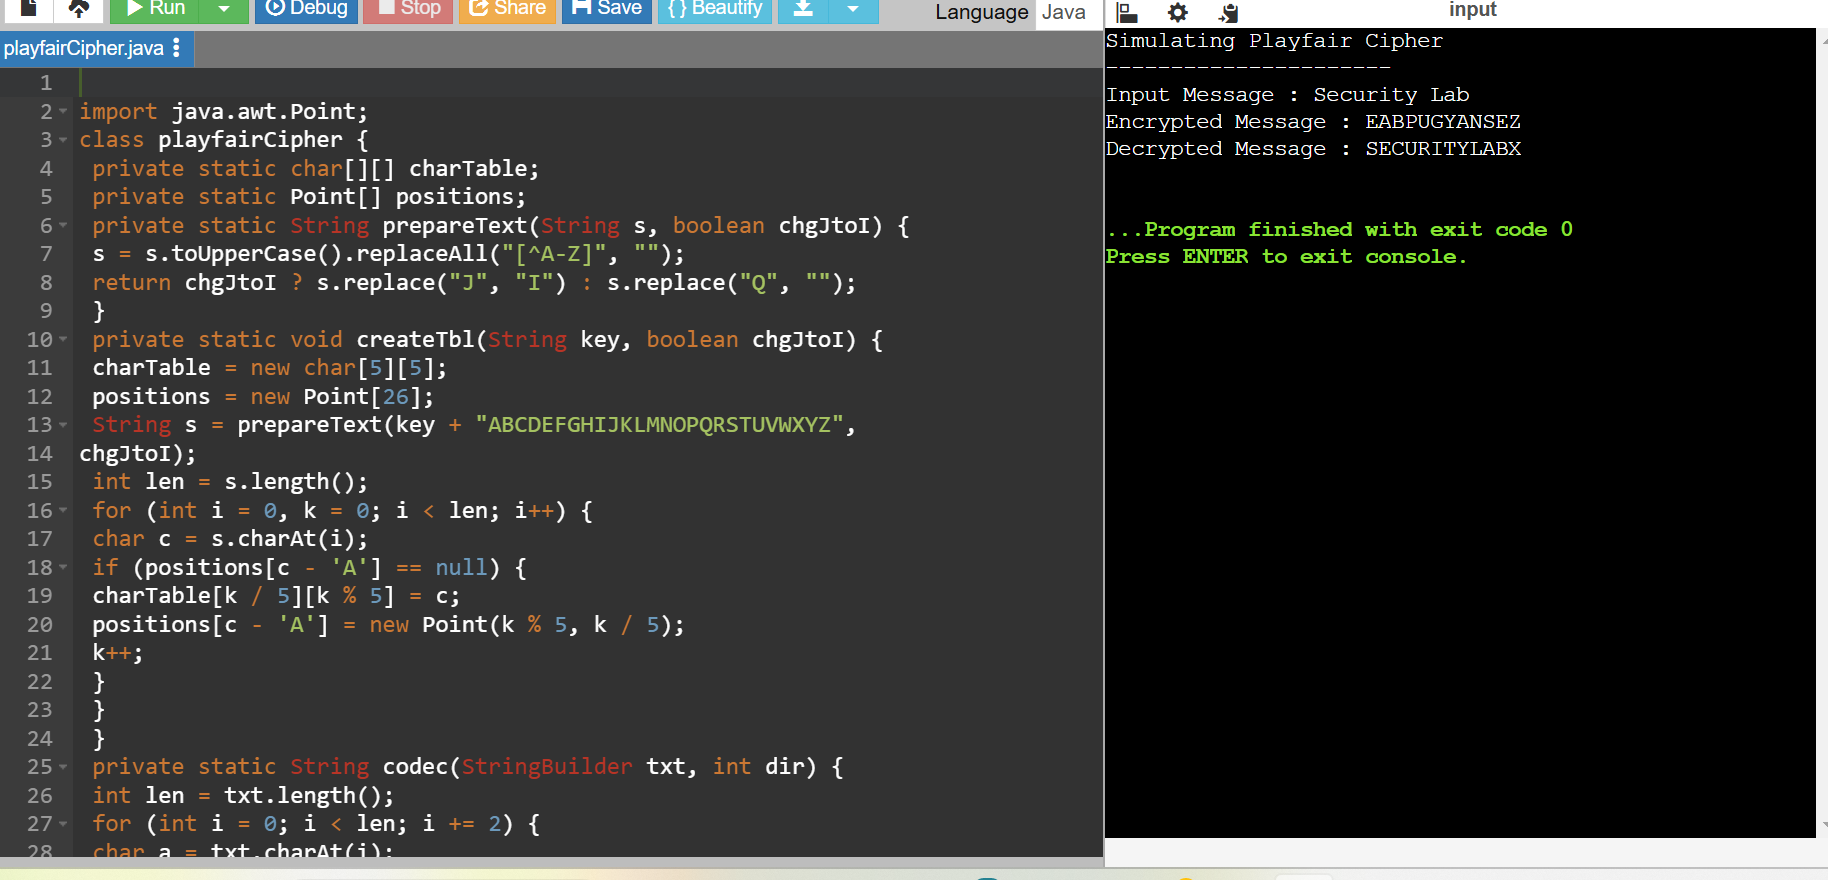 Run Debug Stop Share Save {} Beautify Language Java
playfairCipher.java
1
2 import java.awt.Point;
3 class playfairCipher {
4 private static char[][] charTable;
5 private static Point[] positions;
6 private static String prepareText(String s, boolean chgJtoI) {
7 s = s.toUpperCase().replaceAll("[^A-Z]", "");
8 return chgJtoI ? s.replace("J", "I") : s.replace("Q", "");
9 }
10 private static void createTbl(String key, boolean chgJtoI) {
11 charTable = new char[5][5];
12 positions = new Point[26];
13 String s = prepareText(key + "ABCDEFGHIJKLMNOPQRSTUVWXYZ",
14 chgJtoI);
15 int len = s.length();
16 for (int i = 0, k = 0; i < len; i++) {
17 char c = s.charAt(i);
18 if (positions[c - 'A'] == null) {
19 charTable[k / 5][k % 5] = c;
20 positions[c - 'A'] = new Point(k % 5, k / 5);
21 k++;
22 }
23 }
24 }
25 private static String codec(StringBuilder txt, int dir) {
26 int len = txt.length();
27 for (int i = 0; i < len; i += 2) {
28 char a = txt.charAt(i);
input
Simulating Playfair Cipher
----------------------
Input Message : Security Lab
Encrypted Message : EABPUGYANSEZ
Decrypted Message : SECURITYLABX
...Program finished with exit code 0
Press ENTER to exit console.